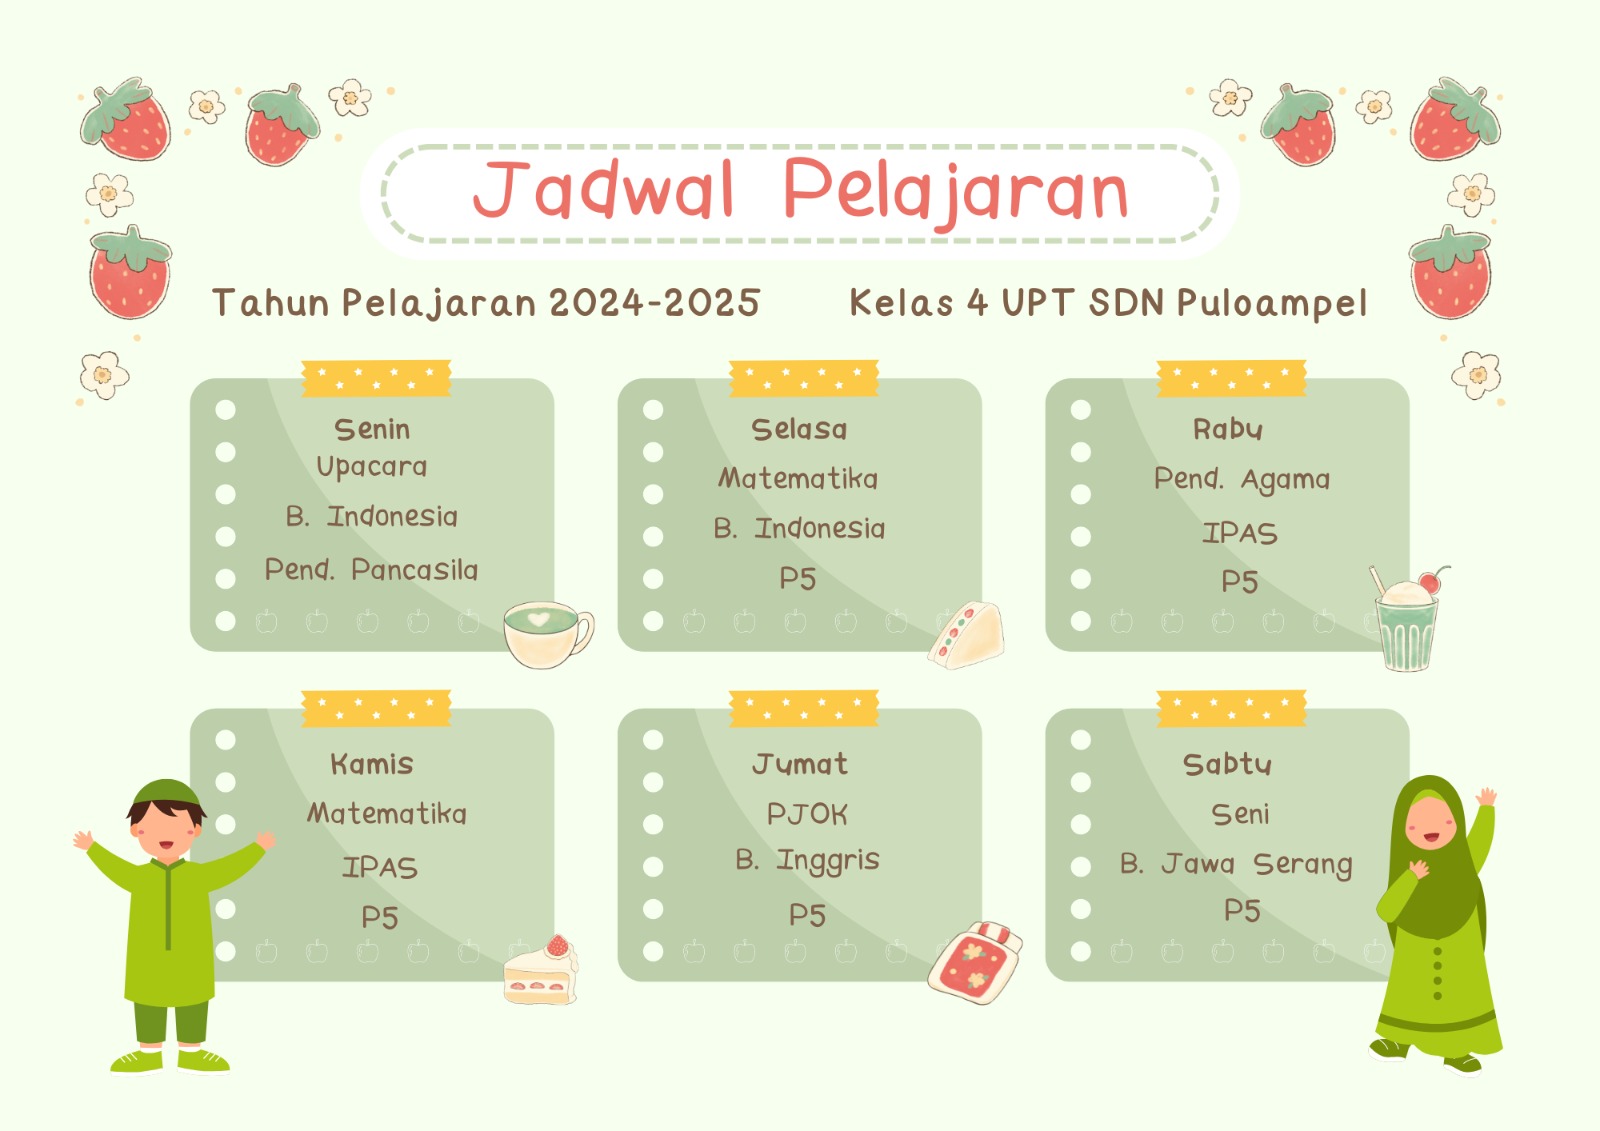 Jadwal Pelajaran
Tahun Pelajaran 2024-2025
Kelas 4 UPT SDN Puloampel
Senin
Upacara
B. Indonesia
Pend. Pancasila
Selasa
Matematika
B. Indonesia
P5
Rabu
Pend. Agama
IPAS
P5
Kamis
Matematika
IPAS
P5
Jumat
PJOK
B. Inggris
P5
Sabtu
Seni
B. Jawa Serang
P5